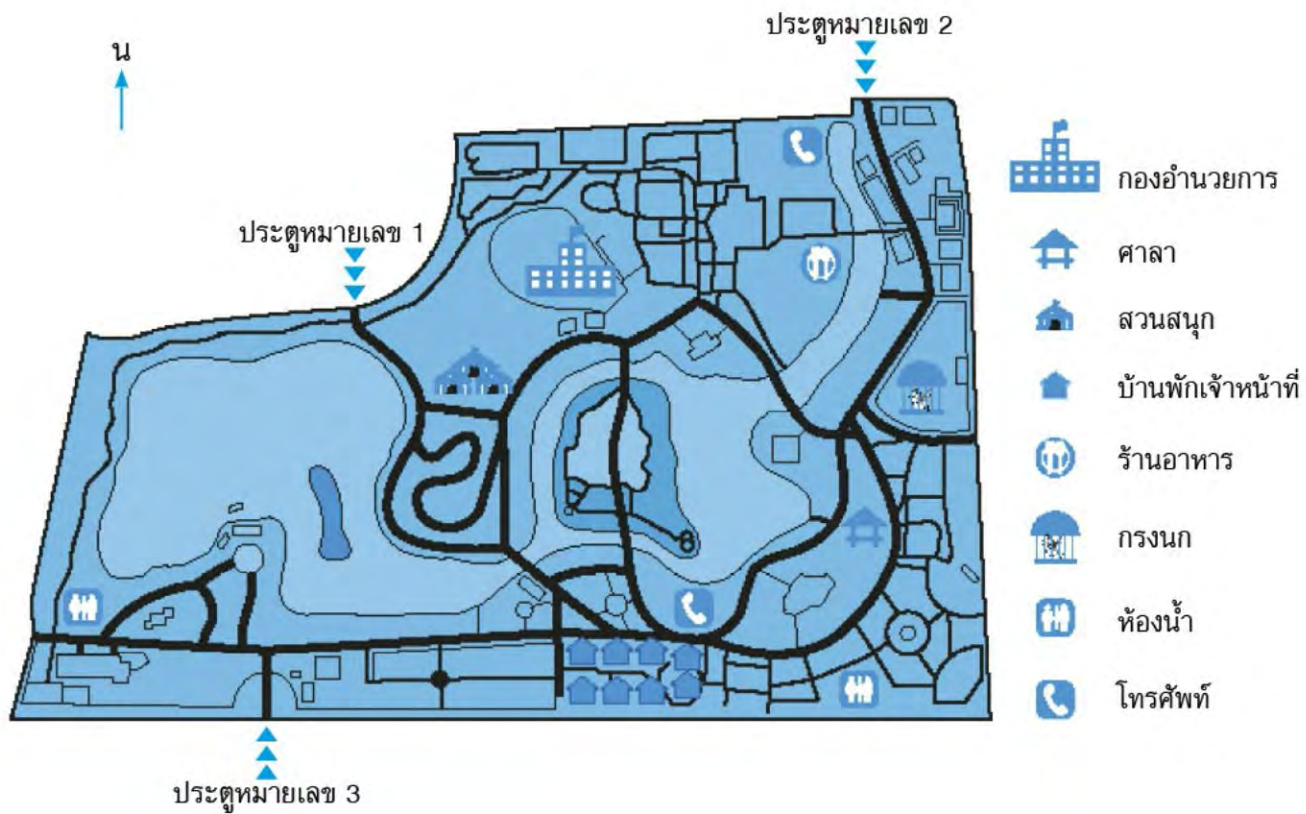 ประตูหมายเลข 2
น
ประตูหมายเลข 1
ประตูหมายเลข 3
กองอำนวยการ
ศาลา
สวนสนุก
บ้านพักเจ้าหน้าที่
ร้านอาหาร
กรงนก
ห้องน้ำ
โทรศัพท์